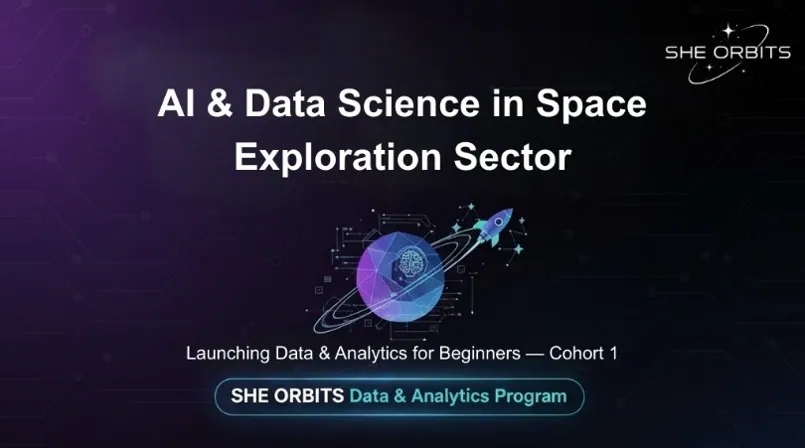 SHE ORBITS
AI & Data Science in Space
Exploration Sector
Launching Data & Analytics for Beginners — Cohort 1
SHE ORBITS Data & Analytics Program